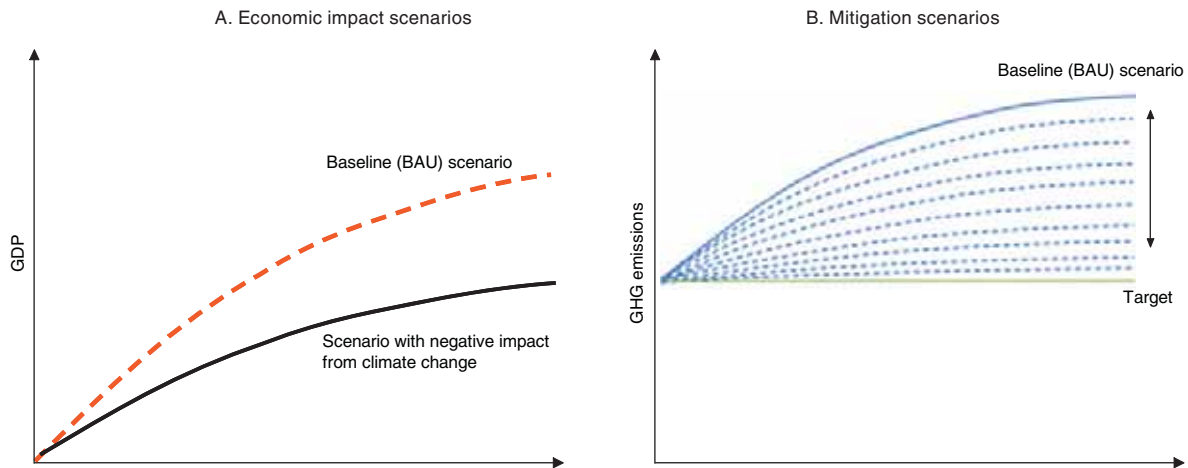 A. Economic impact scenarios
GDP
Baseline (BAU) scenario
Scenario with negative impact
from climate change
B. Mitigation scenarios
GHG emissions
Baseline (BAU) scenario
Target